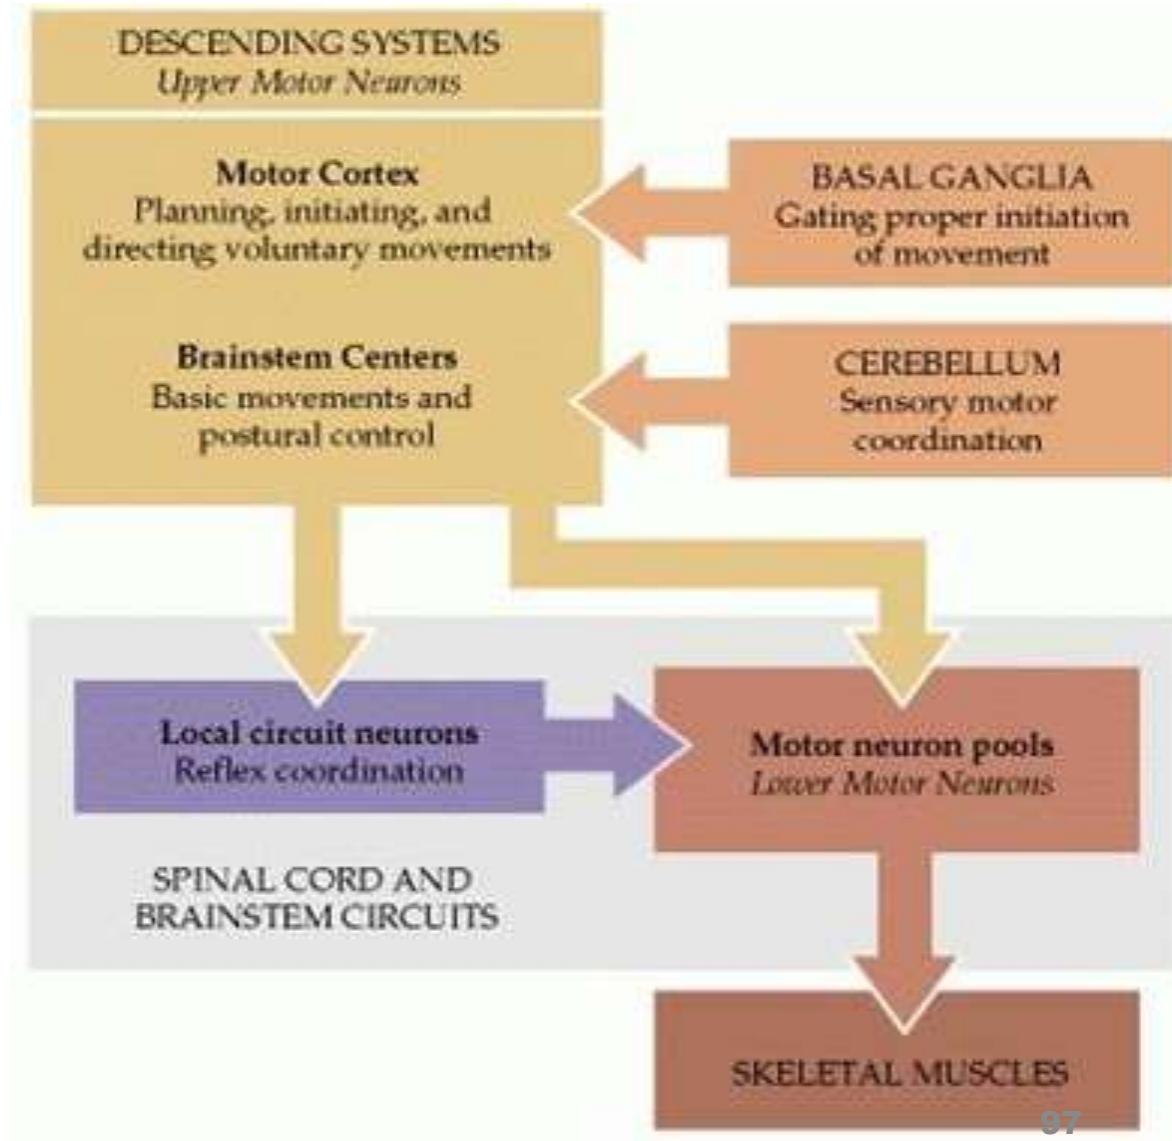 DESCENDING SYSTEMS
Upper Motor Neurons
Motor Cortex
Planning, initiating, and
directing voluntary movements
BASAL GANGLIA
Gating proper initiation
of movement
Brainstem Centers
Basic movements and
postural control
CEREBELLUM
Sensory motor
coordination
Local circuit neurons
Reflex coordination
Motor neuron pools
Lower Motor Neurons
SPINAL CORD AND
BRAINSTEM CIRCUITS
SKELETAL MUSCLES
97